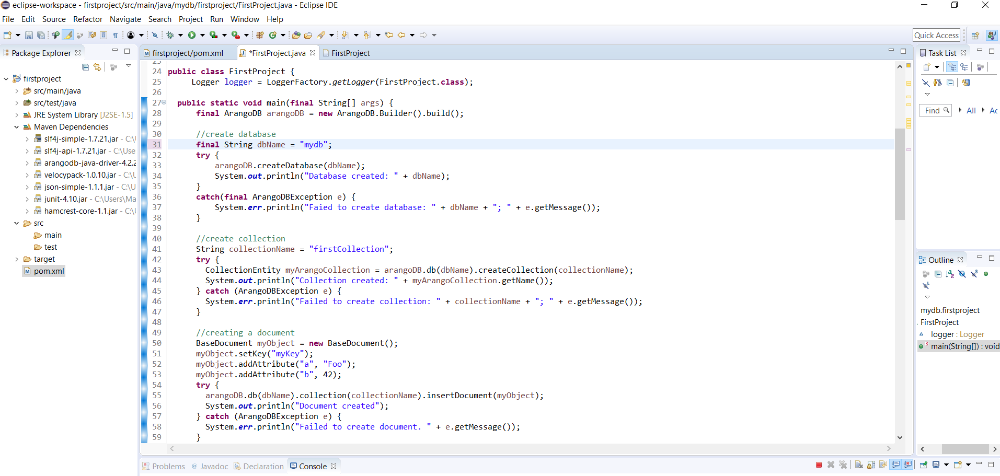 eclipse-workspace - firstproject/src/main/java/mydb/firstproject/FirstProject.java - Eclipse IDE
File Edit Source Refactor Navigate Search Project Run Window Help
Quick Access
Package Explorer
firstproject
src/main/java
src/test/java
JRE System Library [J2SE-1.5]
Maven Dependencies
slf4j-simple-1.7.21.jar - C:\
slf4j-api-1.7.21.jar - C:\Use
arangodb-java-driver-4.2.2
velocypack-1.0.10.jar - C:\
json-simple-1.1.1.jar - C:\U
junit-4.10.jar - C:\Users\Ma
hamcrest-core-1.1.jar - C:\
src
main
test
target
pom.xml
firstproject/pom.xml *FirstProject.java FirstProject
23
24 public class FirstProject {
25 Logger logger = LoggerFactory.getLogger(FirstProject.class);
26
27 public static void main(final String[] args) {
28 final ArangoDB arangoDB = new ArangoDB.Builder().build();
29
30 //create database
31 final String dbName = "mydb";
32 try {
33 arangoDB.createDatabase(dbName);
34 System.out.println("Database created: " + dbName);
35 }
36 catch(final ArangoDBException e) {
37 System.err.println("Faied to create database: " + dbName + "; " + e.getMessage());
38 }
39
40 //create collection
41 String collectionName = "firstCollection";
42 try {
43 CollectionEntity myArangoCollection = arangoDB.db(dbName).createCollection(collectionName);
44 System.out.println("Collection created: " + myArangoCollection.getName());
45 } catch (ArangoDBException e) {
46 System.err.println("Failed to create collection: " + collectionName + "; " + e.getMessage());
47 }
48
49 //creating a document
50 BaseDocument myObject = new BaseDocument();
51 myObject.setKey("myKey");
52 myObject.addAttribute("a", "Foo");
53 myObject.addAttribute("b", 42);
54 try {
55 arangoDB.db(dbName).collection(collectionName).insertDocument(myObject);
56 System.out.println("Document created");
57 } catch (ArangoDBException e) {
58 System.err.println("Failed to create document. " + e.getMessage());
59 }
Problems Javadoc Declaration Console
Task List
Find All Ac
Outline
mydb.firstproject
FirstProject
logger : Logger
main(String[]) : void